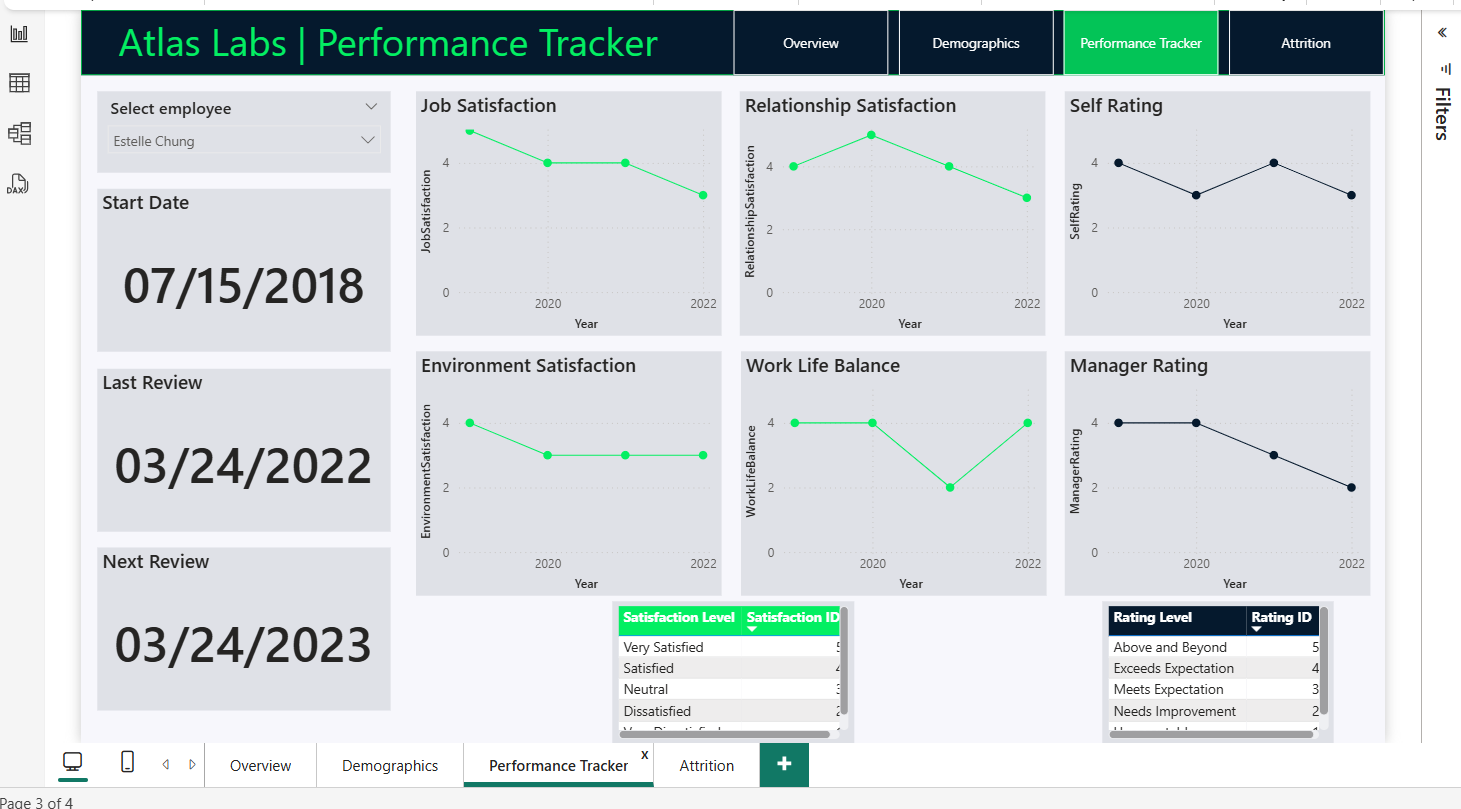 Atlas Labs | Performance Tracker
Overview
Demographics
Performance Tracker
Attrition
Filters
DAX
Select employee
Estelle Chung
Start Date
07/15/2018
Last Review
03/24/2022
Next Review
03/24/2023
Job Satisfaction
JobSatisfaction
4
2
0
2020 2022
Year
Relationship Satisfaction
RelationshipSatisfaction
4
2
0
2020 2022
Year
Self Rating
SelfRating
4
2
0
2020 2022
Year
Environment Satisfaction
EnvironmentSatisfaction
4
2
0
2020 2022
Year
Work Life Balance
WorkLifeBalance
4
2
0
2020 2022
Year
Manager Rating
ManagerRating
4
2
0
2020 2022
Year
Satisfaction Level Satisfaction ID
Very Satisfied 5
Satisfied 4
Neutral 3
Dissatisfied 2
Rating Level Rating ID
Above and Beyond 5
Exceeds Expectation 4
Meets Expectation 3
Needs Improvement 2
Overview
Demographics
Performance Tracker
x
Attrition
+
Page 3 of 4